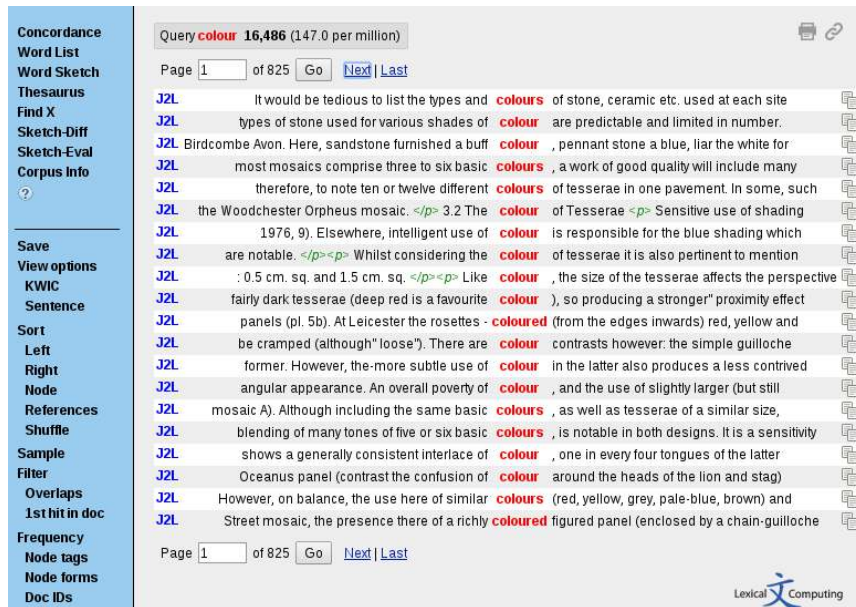 Concordance
Word List
Word Sketch
Thesaurus
Find X
Sketch-Diff
Sketch-Eval
Corpus Info
?
Save
View options
KWIC
Sentence
Sort
Left
Right
Node
References
Shuffle
Sample
Filter
Overlaps
1st hit in doc
Frequency
Node tags
Node forms
Doc IDs
Query colour 16,486 (147.0 per million)
Page 1 of 825 Go Next | Last
J2L It would be tedious to list the types and colours of stone, ceramic etc. used at each site
J2L types of stone used for various shades of colour are predictable and limited in number.
J2L Birdcombe Avon. Here, sandstone furnished a buff colour , pennant stone a blue, liar the white for
J2L most mosaics comprise three to six basic colours , a work of good quality will include many
J2L therefore, to note ten or twelve different colours of tesserae in one pavement. In some, such
J2L the Woodchester Orpheus mosaic. </p> 3.2 The colour of Tesserae <p> Sensitive use of shading
J2L 1976, 9). Elsewhere, intelligent use of colour is responsible for the blue shading which
J2L are notable. </p><p> Whilst considering the colour of tesserae it is also pertinent to mention
J2L : 0.5 cm. sq. and 1.5 cm. sq. </p><p> Like colour , the size of the tesserae affects the perspective
J2L fairly dark tesserae (deep red is a favourite colour ), so producing a stronger" proximity effect
J2L panels (pl. 5b). At Leicester the rosettes - coloured (from the edges inwards) red, yellow and
J2L be cramped (although" loose"). There are colour contrasts however: the simple guilloche
J2L former. However, the-more subtle use of colour in the latter also produces a less contrived
J2L angular appearance. An overall poverty of colour , and the use of slightly larger (but still
J2L mosaic A). Although including the same basic colours , as well as tesserae of a similar size,
J2L blending of many tones of five or six basic colours , is notable in both designs. It is a sensitivity
J2L shows a generally consistent interlace of colour , one in every four tongues of the latter
J2L Oceanus panel (contrast the confusion of colour around the heads of the lion and stag)
J2L However, on balance, the use here of similar colours (red, yellow, grey, pale-blue, brown) and
J2L Street mosaic, the presence there of a richly coloured figured panel (enclosed by a chain-guilloche
Page 1 of 825 Go Next | Last
Lexical 文 Computing